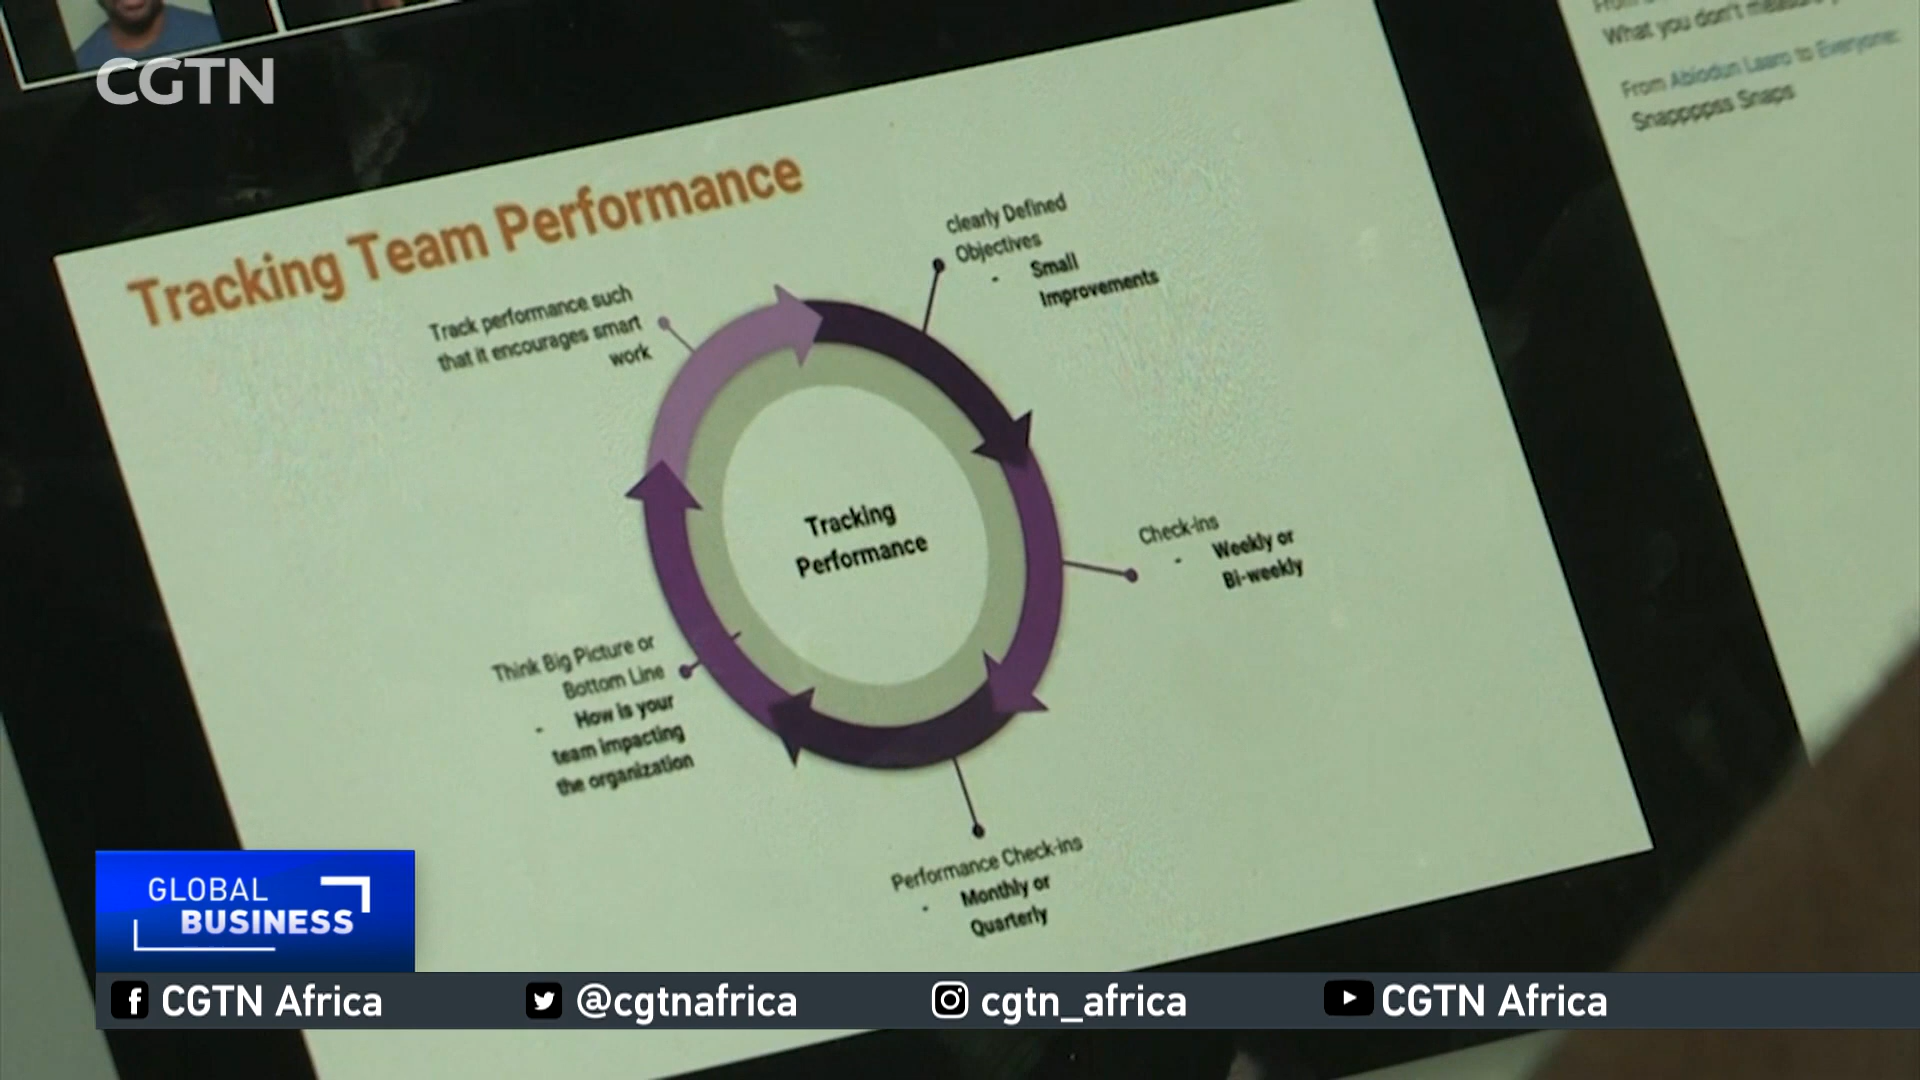 CGTN
What you don't measure
From Abiodun Laaro to Everyone:
Snappppss Snaps
Tracking Team Performance
Track performance such
that it encourages smart
work
clearly Defined
Objectives
- Small
Improvements
Tracking
Performance
Check-ins
- Weekly or
Bi-weekly
Think Big Picture or
Bottom Line
- How is your
team impacting
the organization
Performance Check-ins
- Monthly or
Quarterly
GLOBAL
BUSINESS
CGTN Africa
@cgtnafrica
cgtn_africa
CGTN Africa